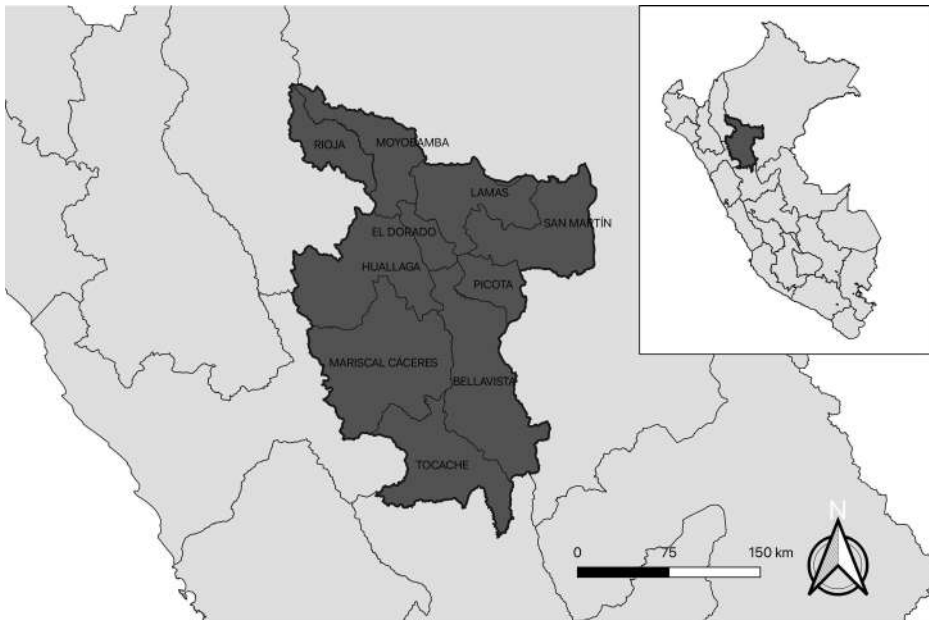 RIOJA
MOYOBAMBA
LAMAS
SAN MARTÍN
EL DORADO
HUALLAGA
PICOTA
MARISCAL CÁCERES
BELLAVISTA
TOCACHE
N
0 75 150 km